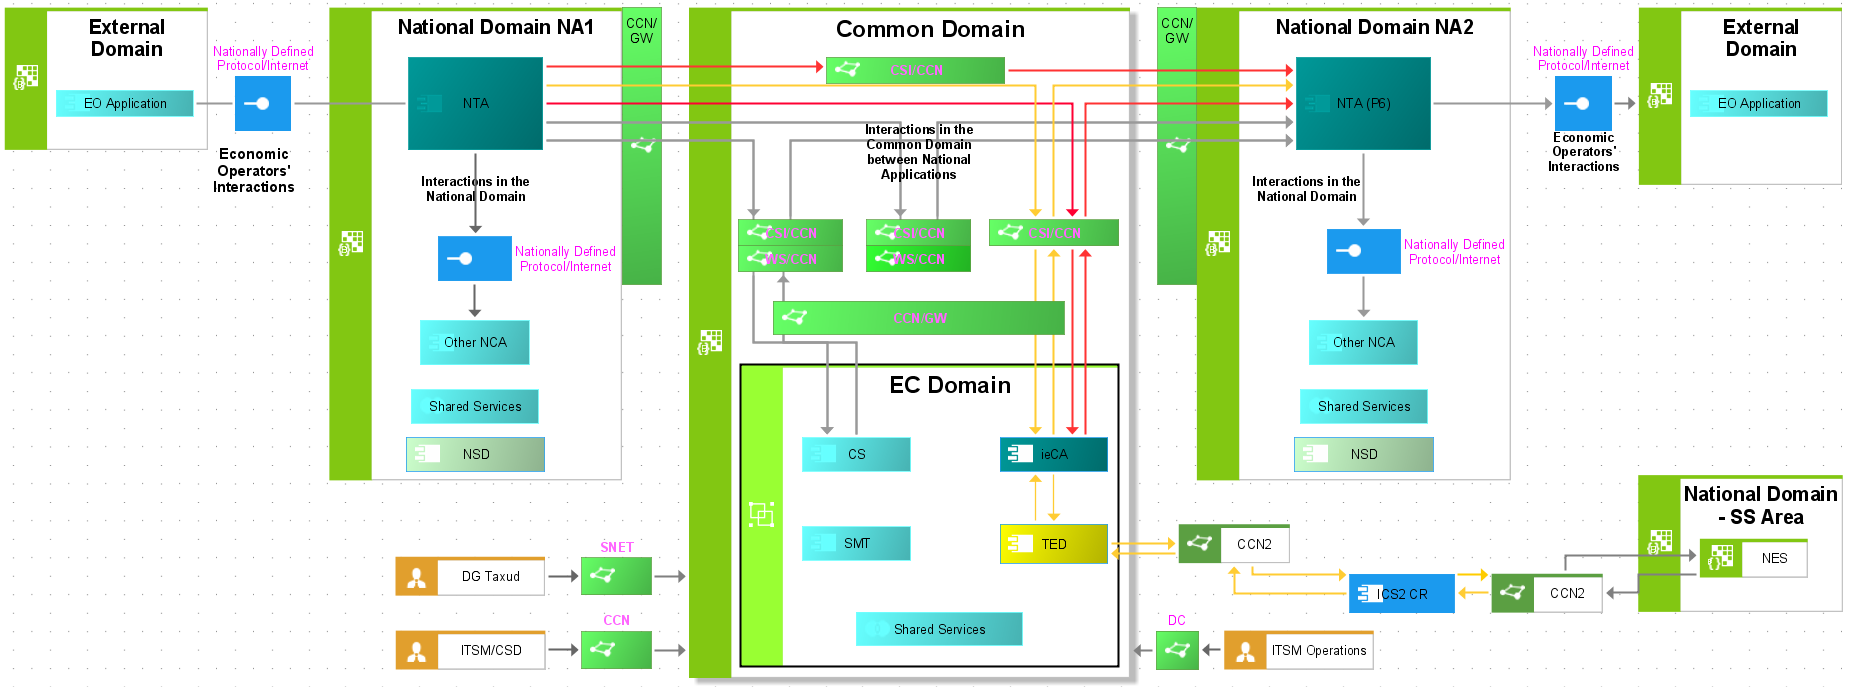 External
Domain
Nationally Defined
Protocol/Internet
EO Application
Economic
Operators'
Interactions
National Domain NA1
NTA
Interactions in the
National Domain
Nationally Defined
Protocol/Internet
Other NCA
Shared Services
NSD
CCN/
GW
Common Domain
CSI/CCN
Interactions in the
Common Domain
between National
Applications
CSI/CCN
WS/CCN
CSI/CCN
WS/CCN
CSI/CCN
CCN/GW
EC Domain
CS
ieCA
SMT
TED
Shared Services
CCN/
GW
National Domain NA2
NTA (P6)
Interactions in the
National Domain
Nationally Defined
Protocol/Internet
Other NCA
Shared Services
NSD
Nationally Defined
Protocol/Internet
Economic
Operators'
Interactions
External
Domain
EO Application
National Domain
- SS Area
NES
CCN2
ICS2 CR
CCN2
SNET
DG Taxud
CCN
ITSM/CSD
DC
ITSM Operations